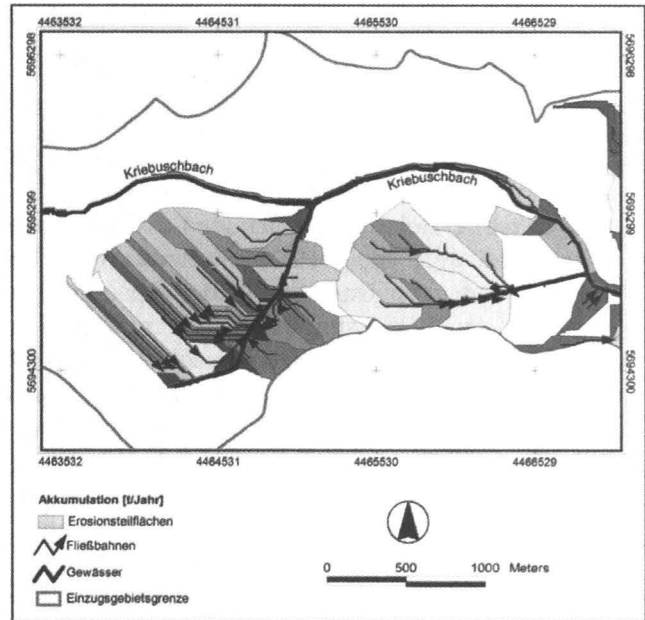 4463532 4464531 4465530 4466529
5696298 5696298
Kriebuschbach Kriebuschbach
5695299 5695299
5694300 5694300
4463532 4464531 4465530 4466529
Akkumulation [t/Jahr]
Erosionsteilflächen
Fließbahnen
Gewässer
Einzugsgebietsgrenze
0 500 1000 Meters